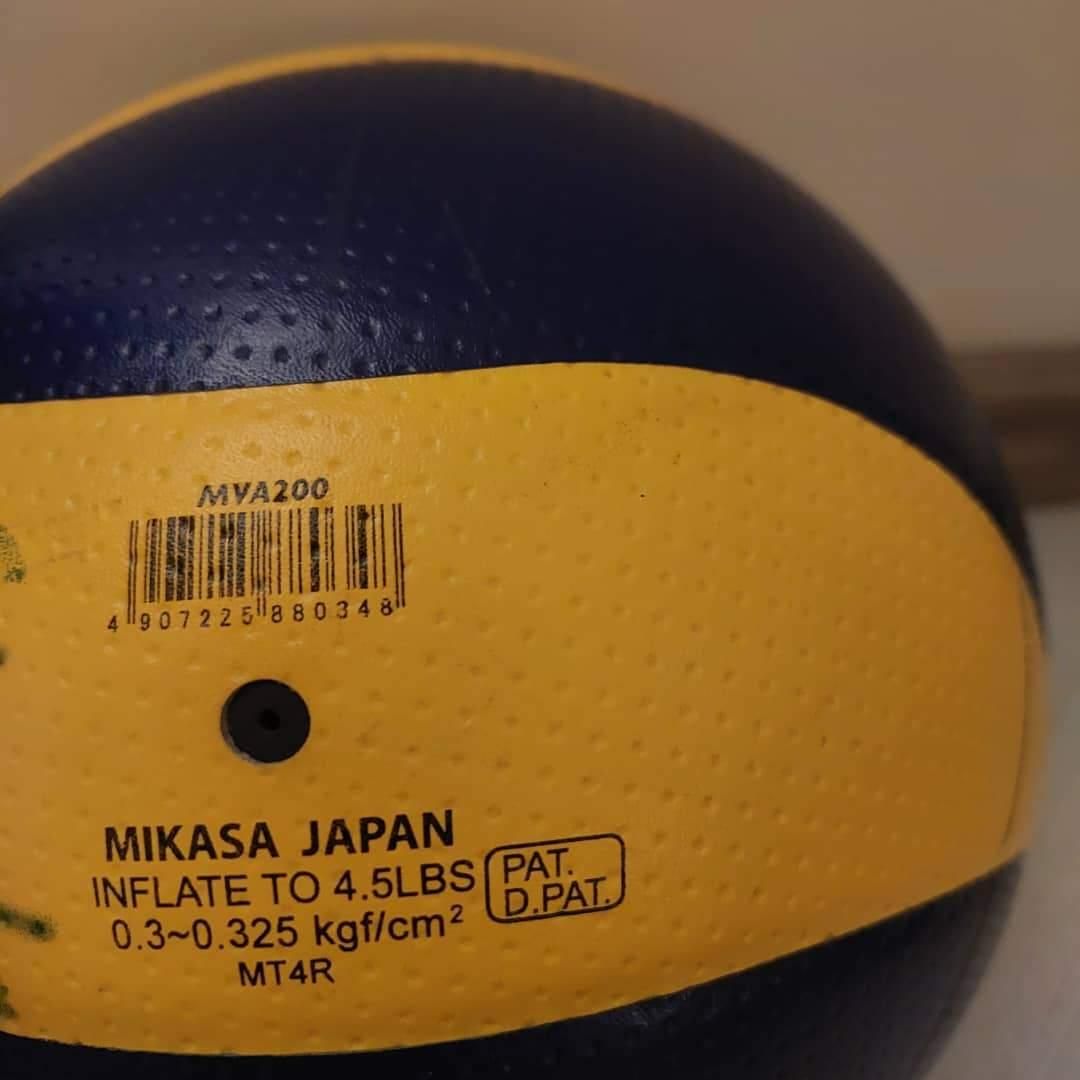 MVA200
4 907225 880348
MIKASA JAPAN
INFLATE TO 4.5LBS
0.3~0.325 kgf/cm²
MT4R
PAT.
D.PAT.